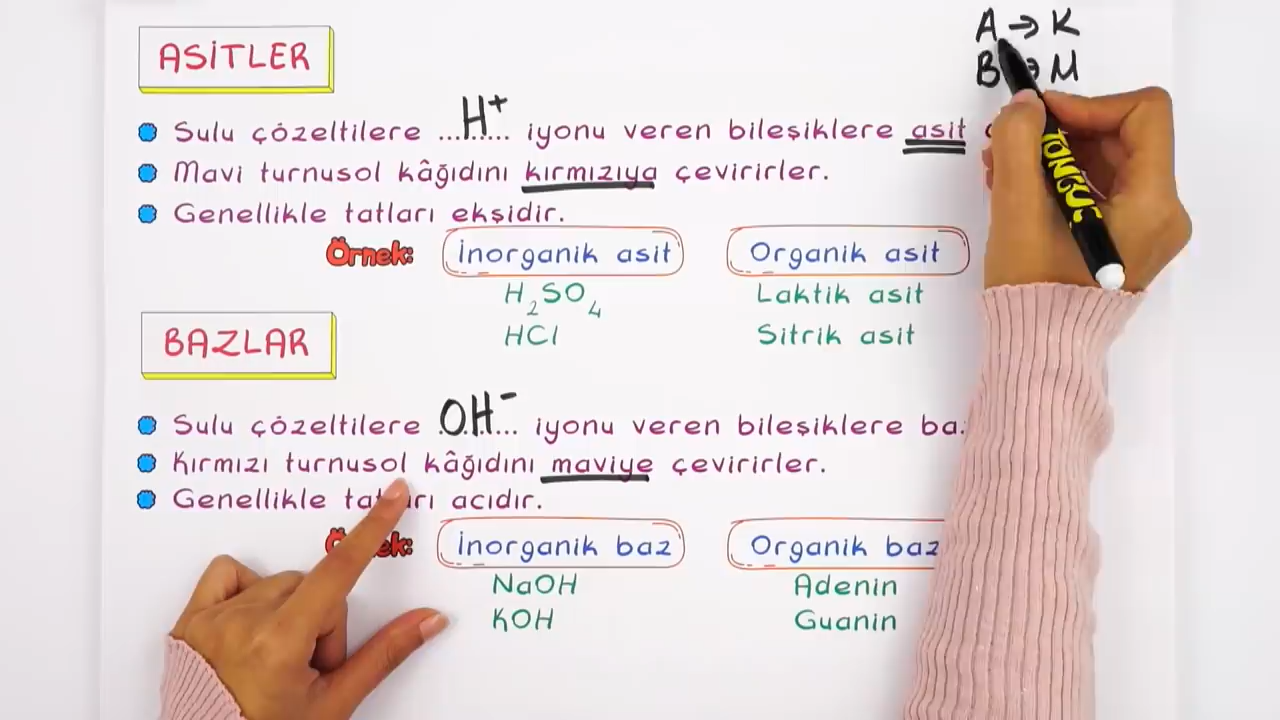 A → K
B → M
ASİTLER
Sulu çözeltilere ...H⁺... iyonu veren bileşiklere asit
Mavi turnusol kâğıdını kırmızıya çevirirler.
Genellikle tatları ekşidir.
Örnek: İnorganik asit Organik asit
H₂SO₄ Laktik asit
HCl Sitrik asit
BAZLAR
Sulu çözeltilere .OH⁻... iyonu veren bileşiklere
Kırmızı turnusol kâğıdını maviye çevirirler.
Genellikle tatları acıdır.
İnorganik baz Organik baz
NaOH Adenin
KOH Guanin
TONGUÇ